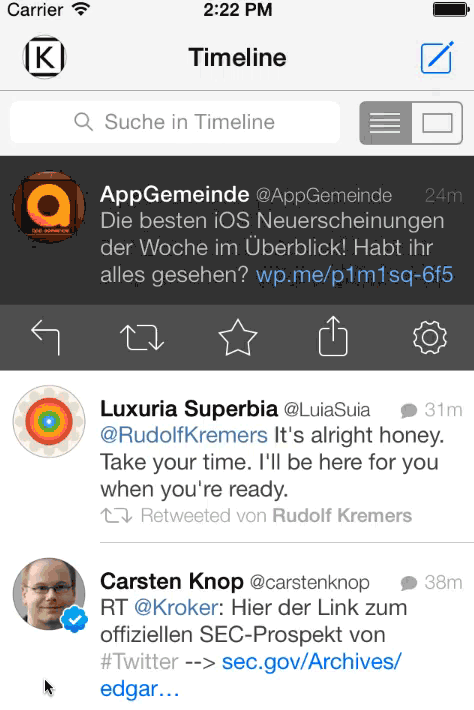 Carrier 2:22 PM
K Timeline
Suche in Timeline
AppGemeinde @AppGemeinde 24m
Die besten iOS Neuerscheinungen
der Woche im Überblick! Habt ihr
alles gesehen? wp.me/p1m1sq-6f5
Luxuria Superbia @LuiaSuia 31m
@RudolfKremers It's alright honey.
Take your time. I'll be here for you
when you're ready.
Retweeted von Rudolf Kremers
Carsten Knop @carstenknop 38m
RT @Kroker: Hier der Link zum
offiziellen SEC-Prospekt von
#Twitter --> sec.gov/Archives/
edgar…